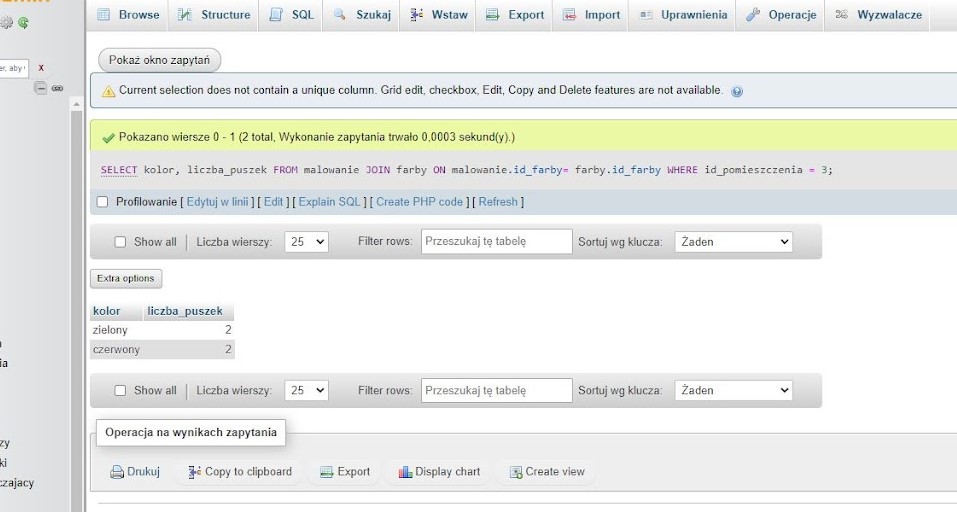 Browse Structure SQL Szukaj Wstaw Export Import Uprawnienia Operacje Wyzwalacze
Pokaż okno zapytań
er, aby X
Current selection does not contain a unique column. Grid edit, checkbox, Edit, Copy and Delete features are not available.
Pokazano wiersze 0 - 1 (2 total, Wykonanie zapytania trwało 0,0003 sekund(y).)
SELECT kolor, liczba_puszek FROM malowanie JOIN farby ON malowanie.id_farby= farby.id_farby WHERE id_pomieszczenia = 3;
Profilowanie [ Edytuj w linii ] [ Edit ] [ Explain SQL ] [ Create PHP code ] [ Refresh ]
Show all Liczba wierszy: 25 Filter rows: Przeszukaj tę tabelę Sortuj wg klucza: Żaden
Extra options
kolor liczba_puszek
zielony 2
czerwony 2
ia
Show all Liczba wierszy: 25 Filter rows: Przeszukaj tę tabelę Sortuj wg klucza: Żaden
Operacja na wynikach zapytania
zy
ki
Drukuj Copy to clipboard Export Display chart Create view
czajacy